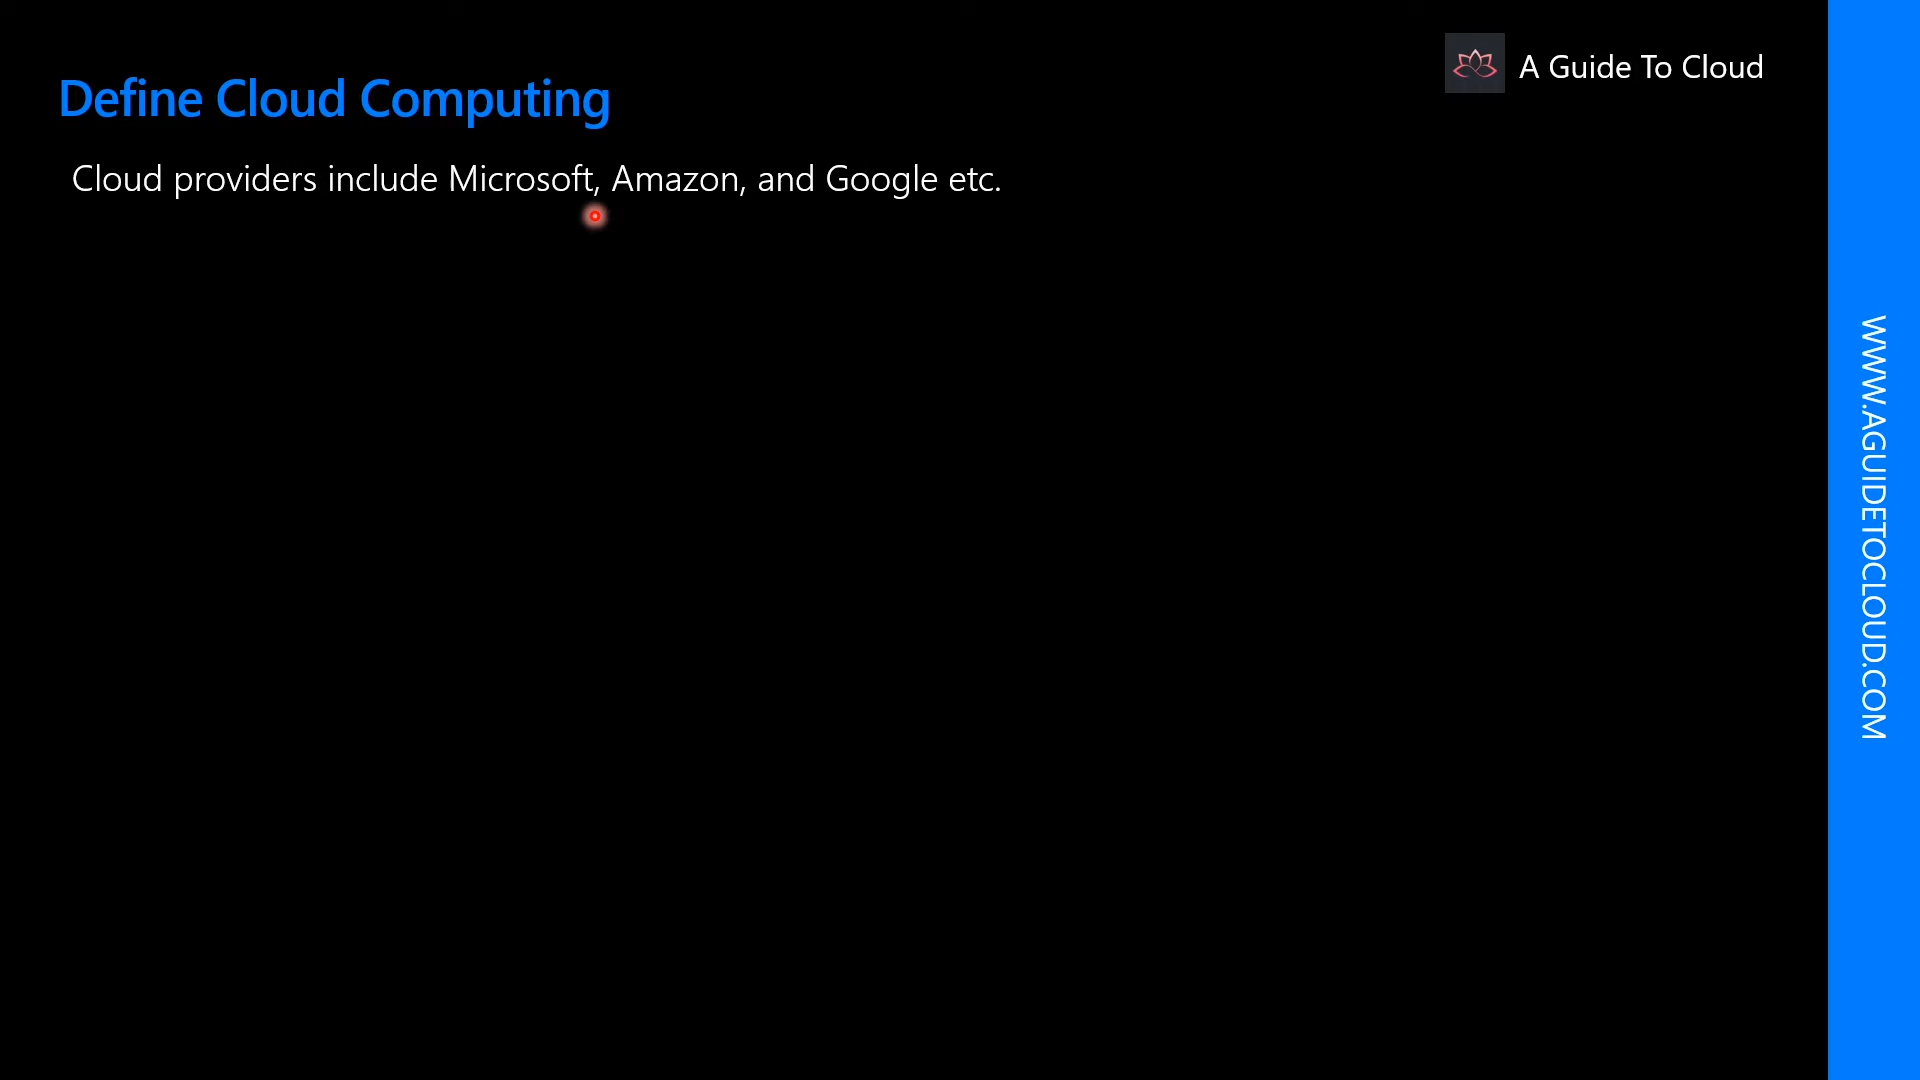 Define Cloud Computing
A Guide To Cloud
Cloud providers include Microsoft, Amazon, and Google etc.
WWW.AGUIDETOCLOUD.COM